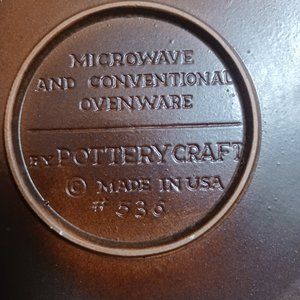 MICROWAVE
AND CONVENTIONAL
OVENWARE
BY POTTERYCRAFT
© MADE IN USA
# 536